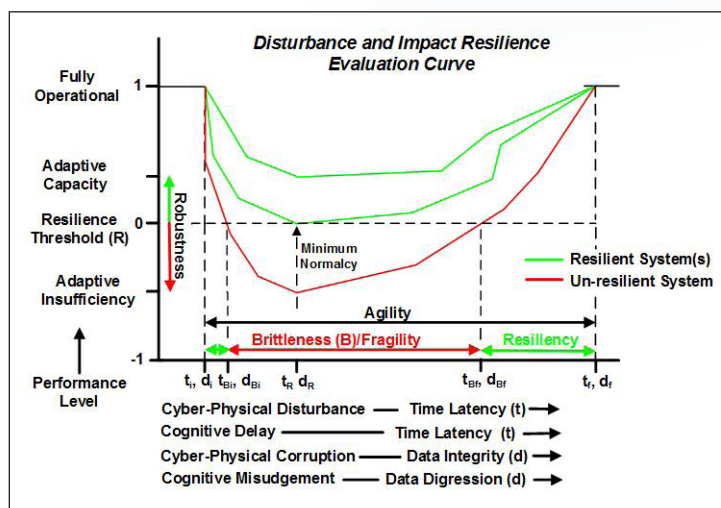 Disturbance and Impact Resilience
Evaluation Curve
Fully
Operational
1
Adaptive
Capacity
Resilience
Threshold (R)
0
Robustness
Adaptive
Insufficiency
-1
Performance
Level
Minimum
Normalcy
Resilient System(s)
Un-resilient System
Agility
Brittleness (B)/Fragility
Resiliency
tᵢ, dᵢ
t_Bi, d_Bi
t_R d_R
t_Bf, d_Bf
t_f, d_f
Cyber-Physical Disturbance
Time Latency (t)
Cognitive Delay
Time Latency (t)
Cyber-Physical Corruption
Data Integrity (d)
Cognitive Misudgement
Data Digression (d)